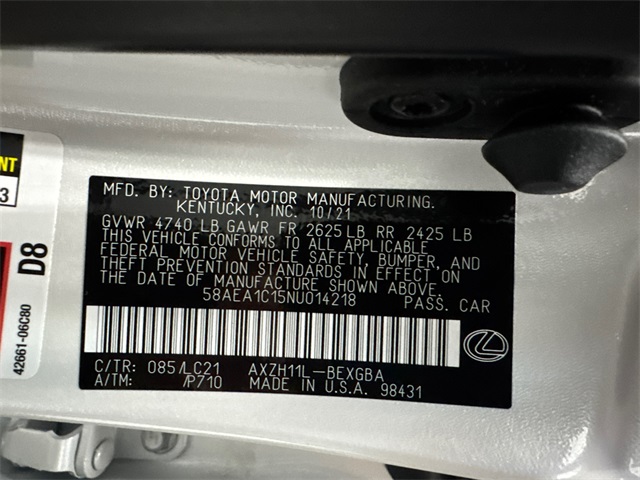 MFD. BY: TOYOTA MOTOR MANUFACTURING.
KENTUCKY, INC. 10/21
GVWR 4740 LB GAWR FR 2625 LB RR 2425 LB
THIS VEHICLE CONFORMS TO ALL APPLICABLE
FEDERAL MOTOR VEHICLE SAFETY, BUMPER, AND
THEFT PREVENTION STANDARDS IN EFFECT ON
THE DATE OF MANUFACTURE SHOWN ABOVE.
58AEA1C15NU014218 PASS. CAR
C/TR: 085/LC21 AXZH11L-BEXGBA
A/TM: /P710 MADE IN U.S.A. 98431
NT
3
D8
42661-06C80